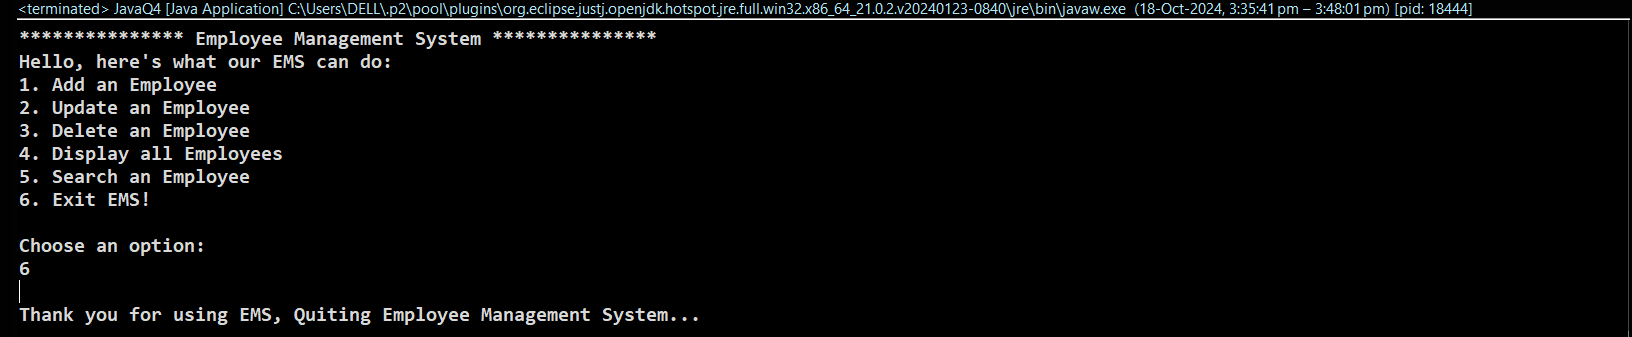 <terminated> JavaQ4 [Java Application] C:\Users\DELL\.p2\pool\plugins\org.eclipse.justj.openjdk.hotspot.jre.full.win32.x86_64_21.0.2.v20240123-0840\jre\bin\javaw.exe (18-Oct-2024, 3:35:41 pm – 3:48:01 pm) [pid: 18444]
*************** Employee Management System ***************
Hello, here's what our EMS can do:
1. Add an Employee
2. Update an Employee
3. Delete an Employee
4. Display all Employees
5. Search an Employee
6. Exit EMS!
Choose an option:
6
Thank you for using EMS, Quiting Employee Management System...